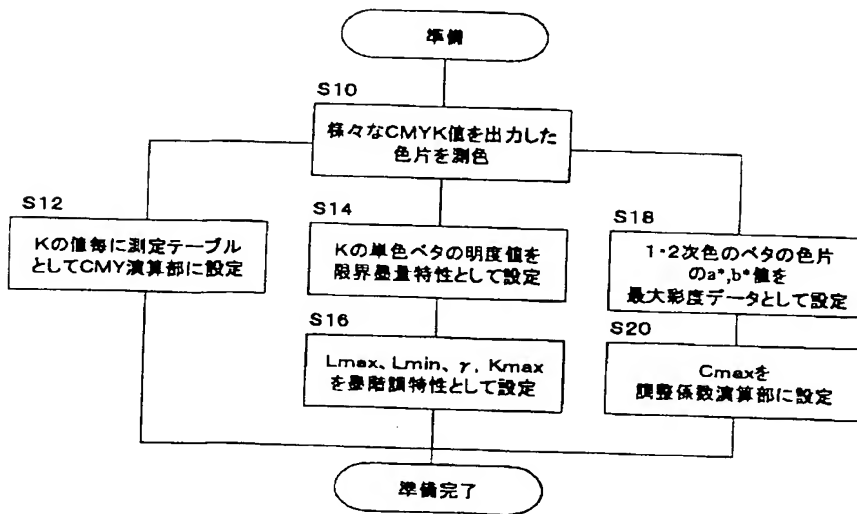 準備
S10
様々なCMYK値を出力した
色片を測色
S12
Kの値毎に測定テーブル
としてCMY演算部に設定
S14
Kの単色ベタの明度値を
限界墨量特性として設定
S16
Lmax、Lmin、γ、Kmax
を墨階調特性として設定
S18
1・2次色のベタの色片
のa*,b*値を
最大彩度データとして設定
S20
Cmaxを
調整係数演算部に設定
準備完了